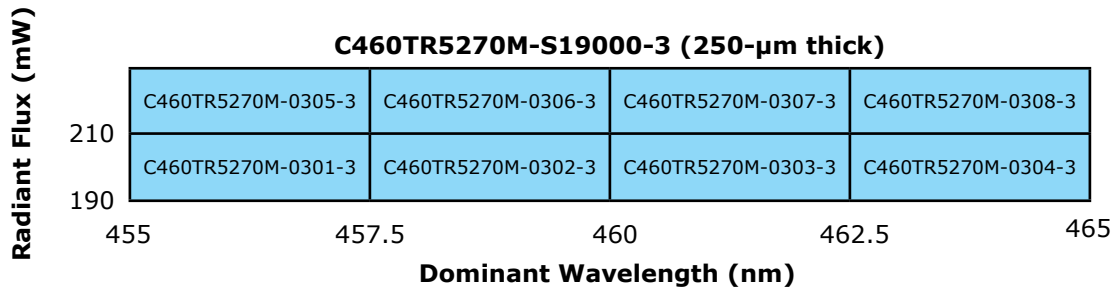 C460TR5270M-S19000-3 (250-μm thick)
Radiant Flux (mW)
C460TR5270M-0305-3 C460TR5270M-0306-3 C460TR5270M-0307-3 C460TR5270M-0308-3
210
C460TR5270M-0301-3 C460TR5270M-0302-3 C460TR5270M-0303-3 C460TR5270M-0304-3
190
455 457.5 460 462.5 465
Dominant Wavelength (nm)